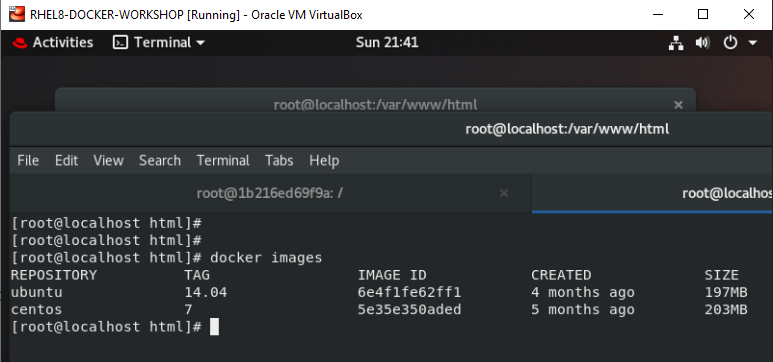 RHEL8-DOCKER-WORKSHOP [Running] - Oracle VM VirtualBox
Activities Terminal Sun 21:41
root@localhost:/var/www/html
root@localhost:/var/www/html
File Edit View Search Terminal Tabs Help
root@1b216ed69f9a: / root@localhos
[root@localhost html]#
[root@localhost html]#
[root@localhost html]# docker images
REPOSITORY TAG IMAGE ID CREATED SIZE
ubuntu 14.04 6e4f1fe62ff1 4 months ago 197MB
centos 7 5e35e350aded 5 months ago 203MB
[root@localhost html]#